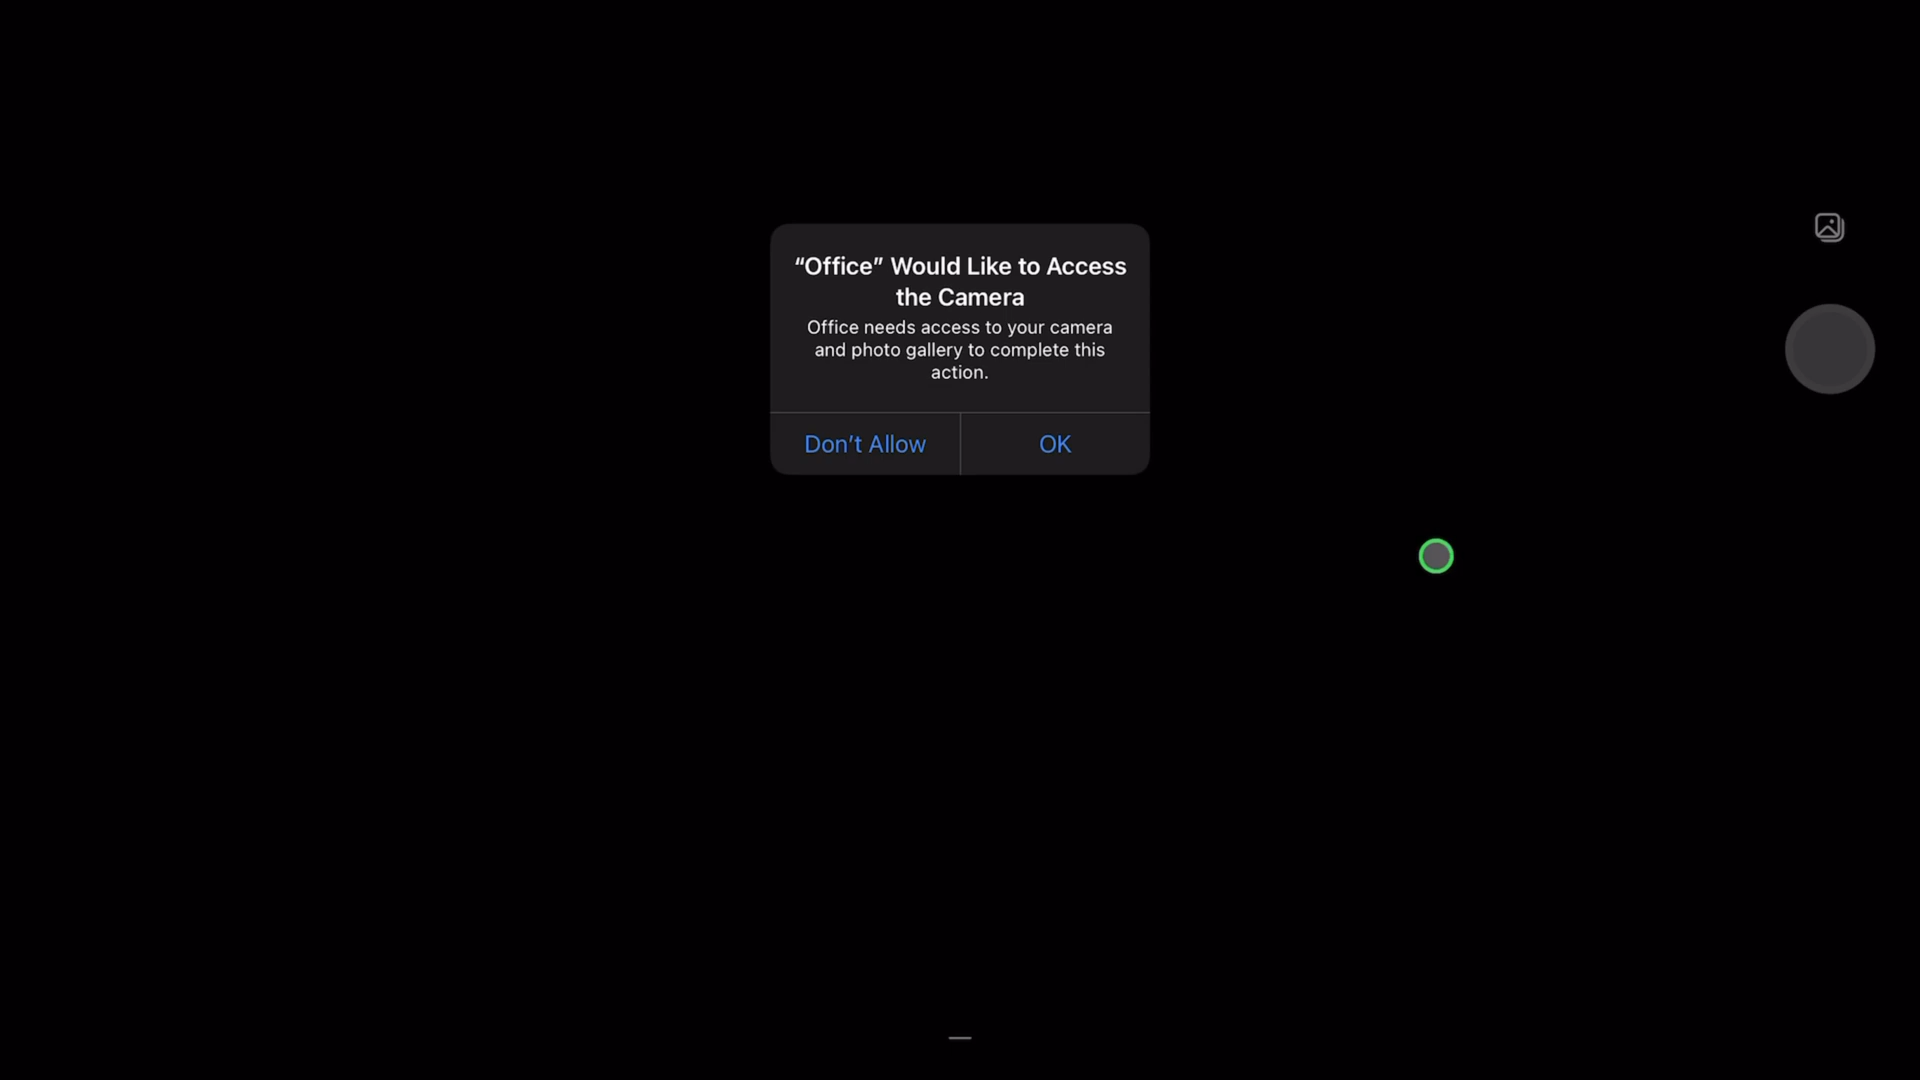 “Office” Would Like to Access
the Camera
Office needs access to your camera
and photo gallery to complete this
action.
Don’t Allow
OK